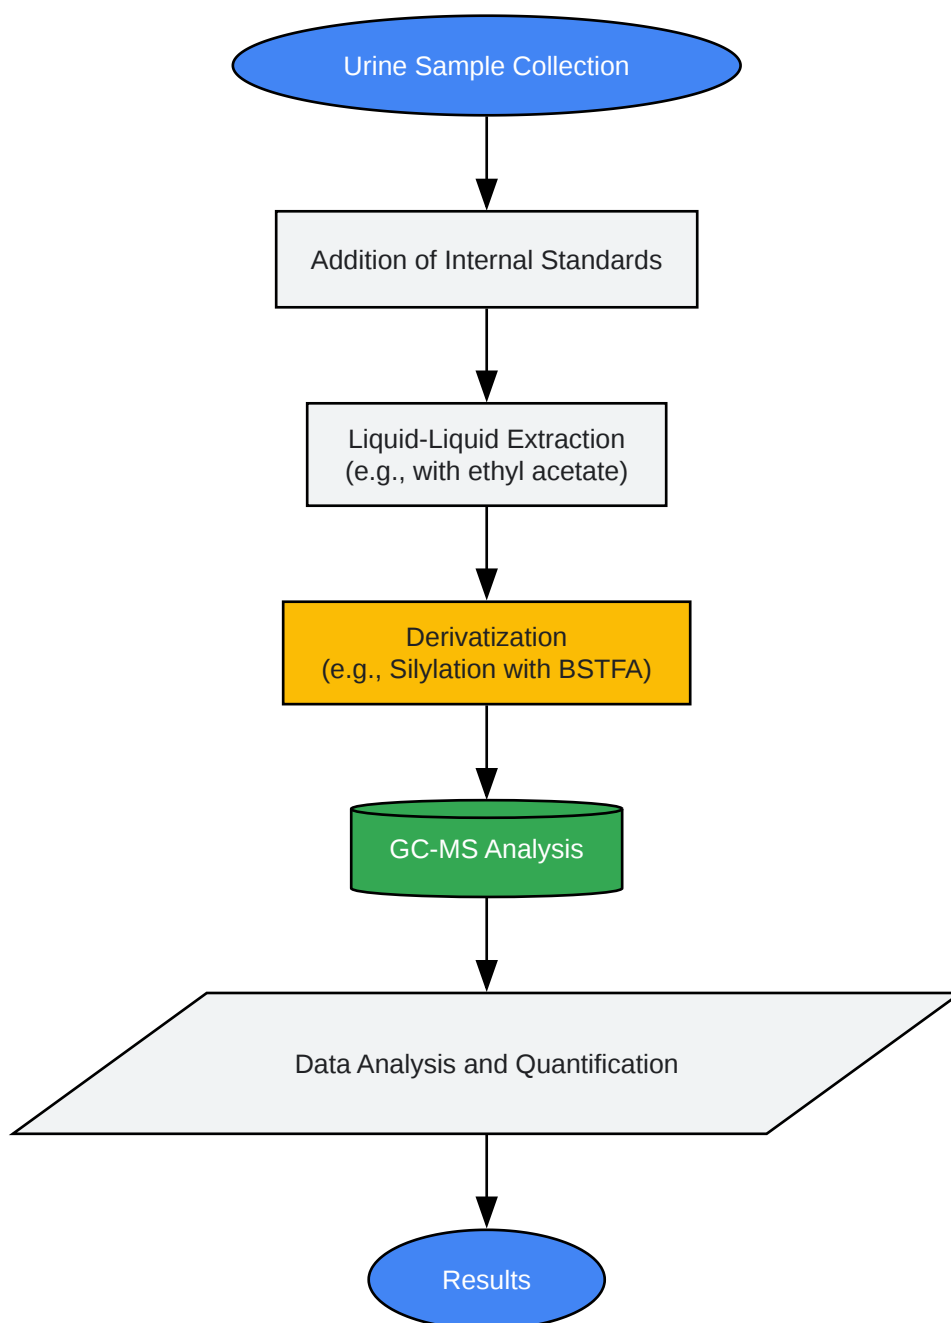 Urine Sample Collection
Addition of Internal Standards
Liquid-Liquid Extraction
(e.g., with ethyl acetate)
Derivatization
(e.g., Silylation with BSTFA)
GC-MS Analysis
Data Analysis and Quantification
Results